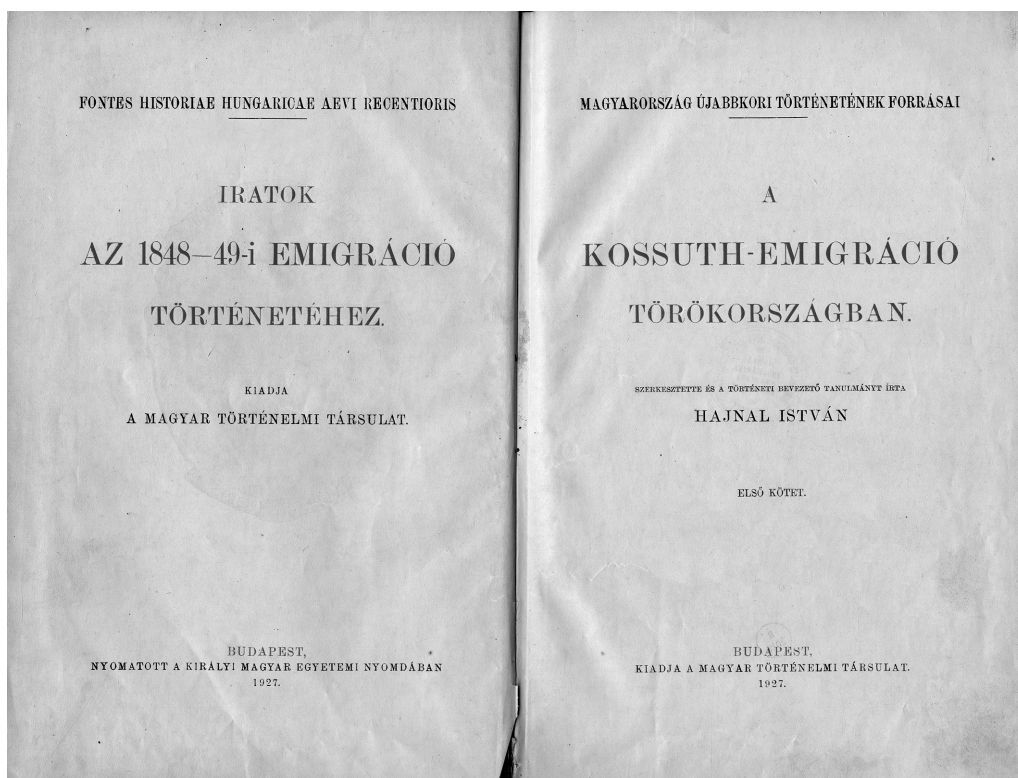 FONTES HISTORIAE HUNGARICAE AEVI RECENTIORIS
IRATOK
AZ 1848—49-i EMIGRÁCIÓ
TÖRTÉNETÉHEZ.
KIADJA
A MAGYAR TÖRTÉNELMI TÁRSULAT.
BUDAPEST,
NYOMATOTT A KIRÁLYI MAGYAR EGYETEMI NYOMDÁBAN
1927.
MAGYARORSZÁG ÚJABBKORI TÖRTÉNETÉNEK FORRÁSAI
A
KOSSUTH-EMIGRÁCIÓ
TÖRÖKORSZÁGBAN.
SZERKESZTETTE ÉS A TÖRTÉNETI BEVEZETŐ TANULMÁNYT ÍRTA
HAJNAL ISTVÁN
ELSŐ KÖTET.
BUDAPEST,
KIADJA A MAGYAR TÖRTÉNELMI TÁRSULAT.
1927.